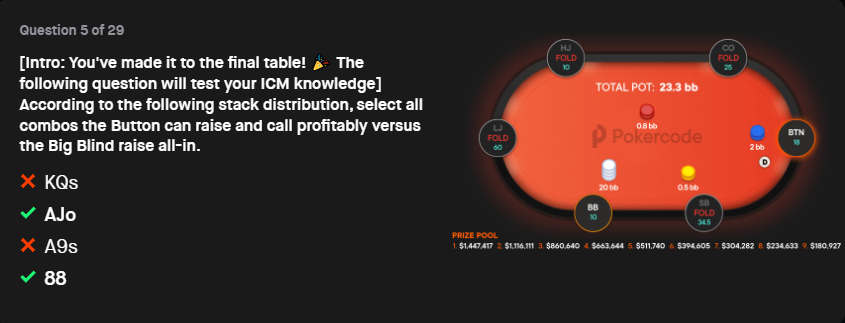 Question 5 of 29
[Intro: You've made it to the final table! 🎉 The
following question will test your ICM knowledge]
According to the following stack distribution, select all
combos the Button can raise and call profitably versus
the Big Blind raise all-in.
KQs
AJo
A9s
88
HJ
FOLD
10
CO
FOLD
25
TOTAL POT: 23.3 bb
0.8 bb
Pokercode
LJ
FOLD
60
2 bb
BTN
18
D
20 bb
0.5 bb
BB
10
SB
FOLD
34.5
PRIZE POOL
1. $1,447,417 2. $1,116,111 3. $860,640 4. $663,644 5. $511,740 6. $394,605 7. $304,282 8. $234,633 9. $180,927